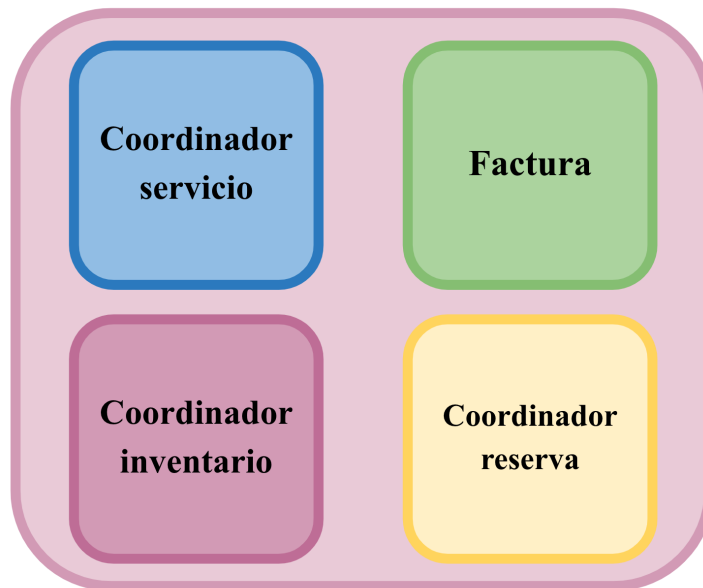 Coordinador
servicio
Factura
Coordinador
inventario
Coordinador
reserva